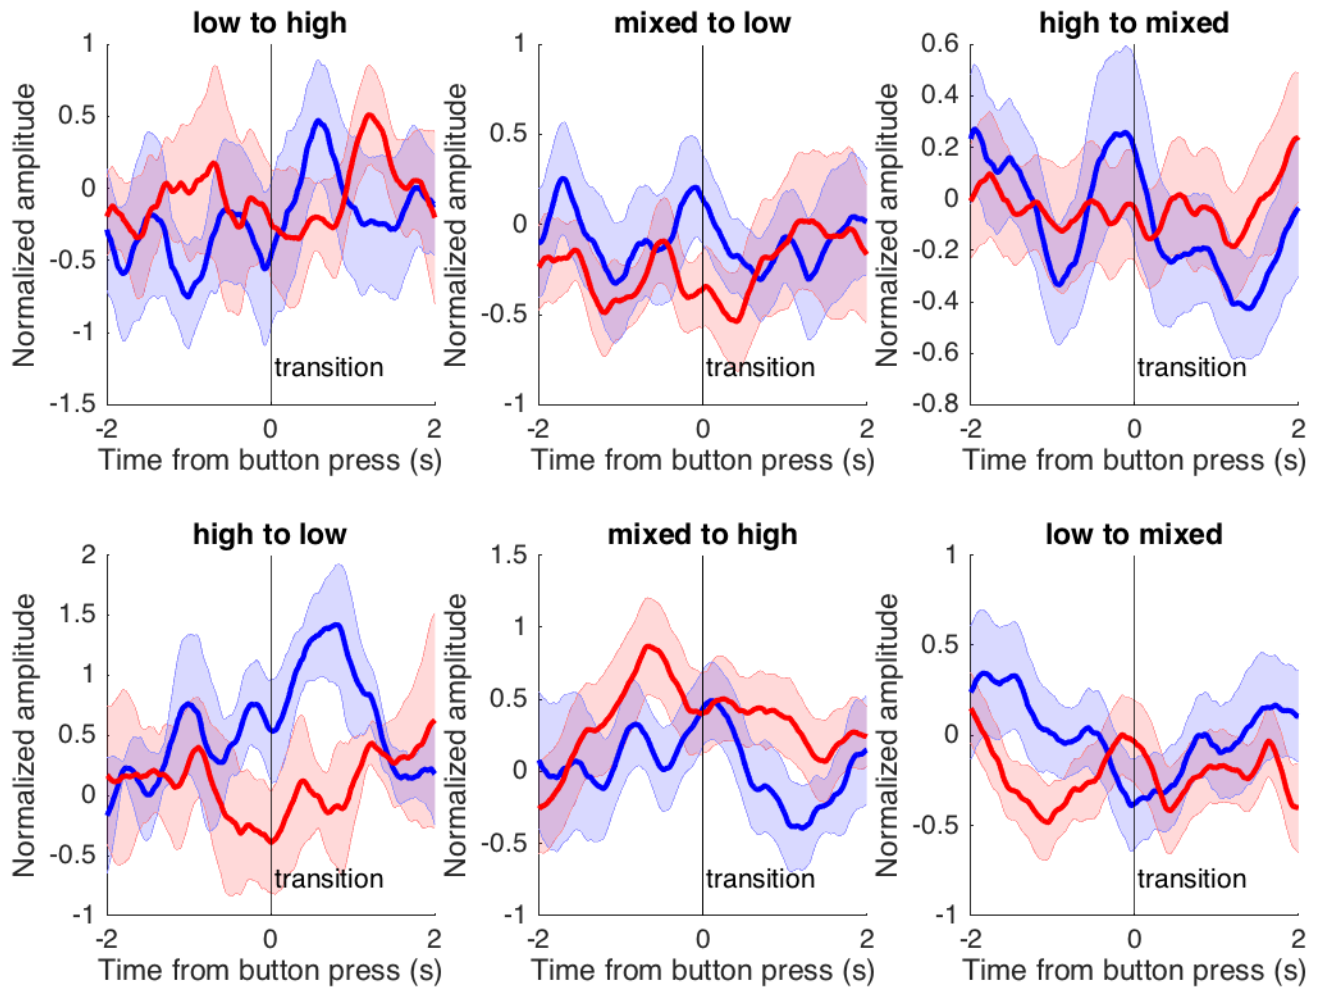 low to high
Normalized amplitude
1
0.5
0
-0.5
-1
-1.5
transition
-2
0
2
Time from button press (s)
mixed to low
Normalized amplitude
1
0.5
0
-0.5
-1
transition
-2
0
2
Time from button press (s)
high to mixed
Normalized amplitude
0.6
0.4
0.2
0
-0.2
-0.4
-0.6
-0.8
transition
-2
0
2
Time from button press (s)
high to low
Normalized amplitude
2
1.5
1
0.5
0
-0.5
-1
transition
-2
0
2
Time from button press (s)
mixed to high
Normalized amplitude
1.5
1
0.5
0
-0.5
-1
transition
-2
0
2
Time from button press (s)
low to mixed
Normalized amplitude
1
0.5
0
-0.5
-1
transition
-2
0
2
Time from button press (s)